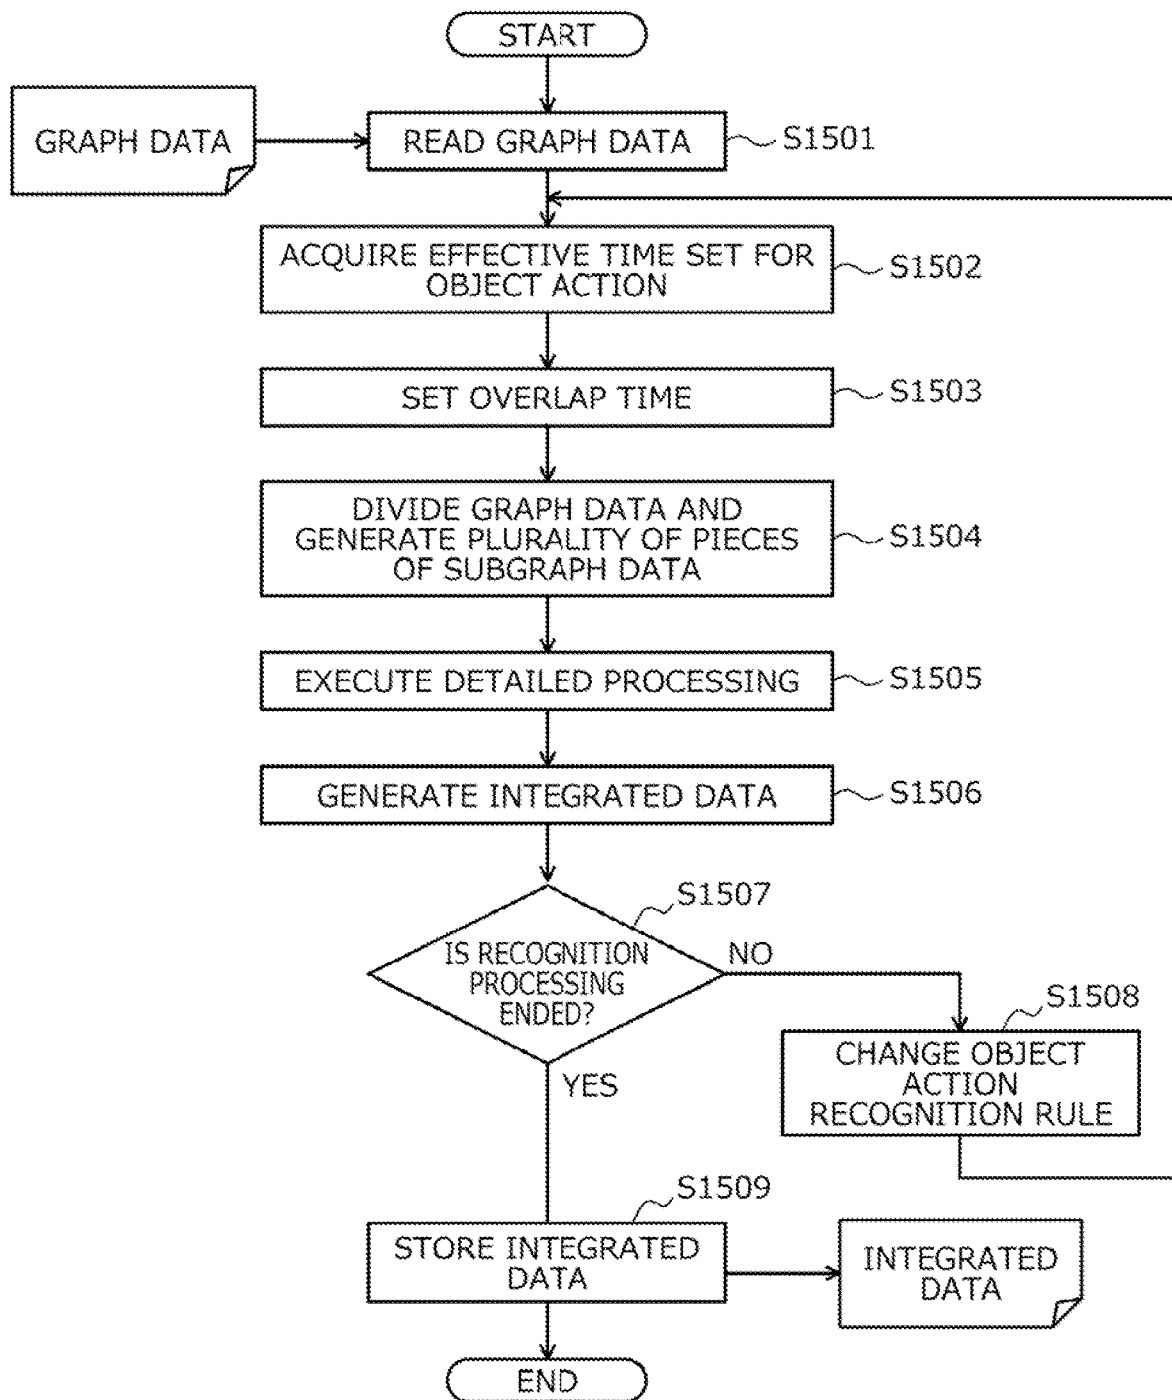 START
GRAPH DATA
READ GRAPH DATA
S1501
ACQUIRE EFFECTIVE TIME SET FOR
OBJECT ACTION
S1502
SET OVERLAP TIME
S1503
DIVIDE GRAPH DATA AND
GENERATE PLURALITY OF PIECES
OF SUBGRAPH DATA
S1504
EXECUTE DETAILED PROCESSING
S1505
GENERATE INTEGRATED DATA
S1506
S1507
IS RECOGNITION
PROCESSING
ENDED?
NO
YES
S1508
CHANGE OBJECT
ACTION
RECOGNITION RULE
S1509
STORE INTEGRATED
DATA
INTEGRATED
DATA
END